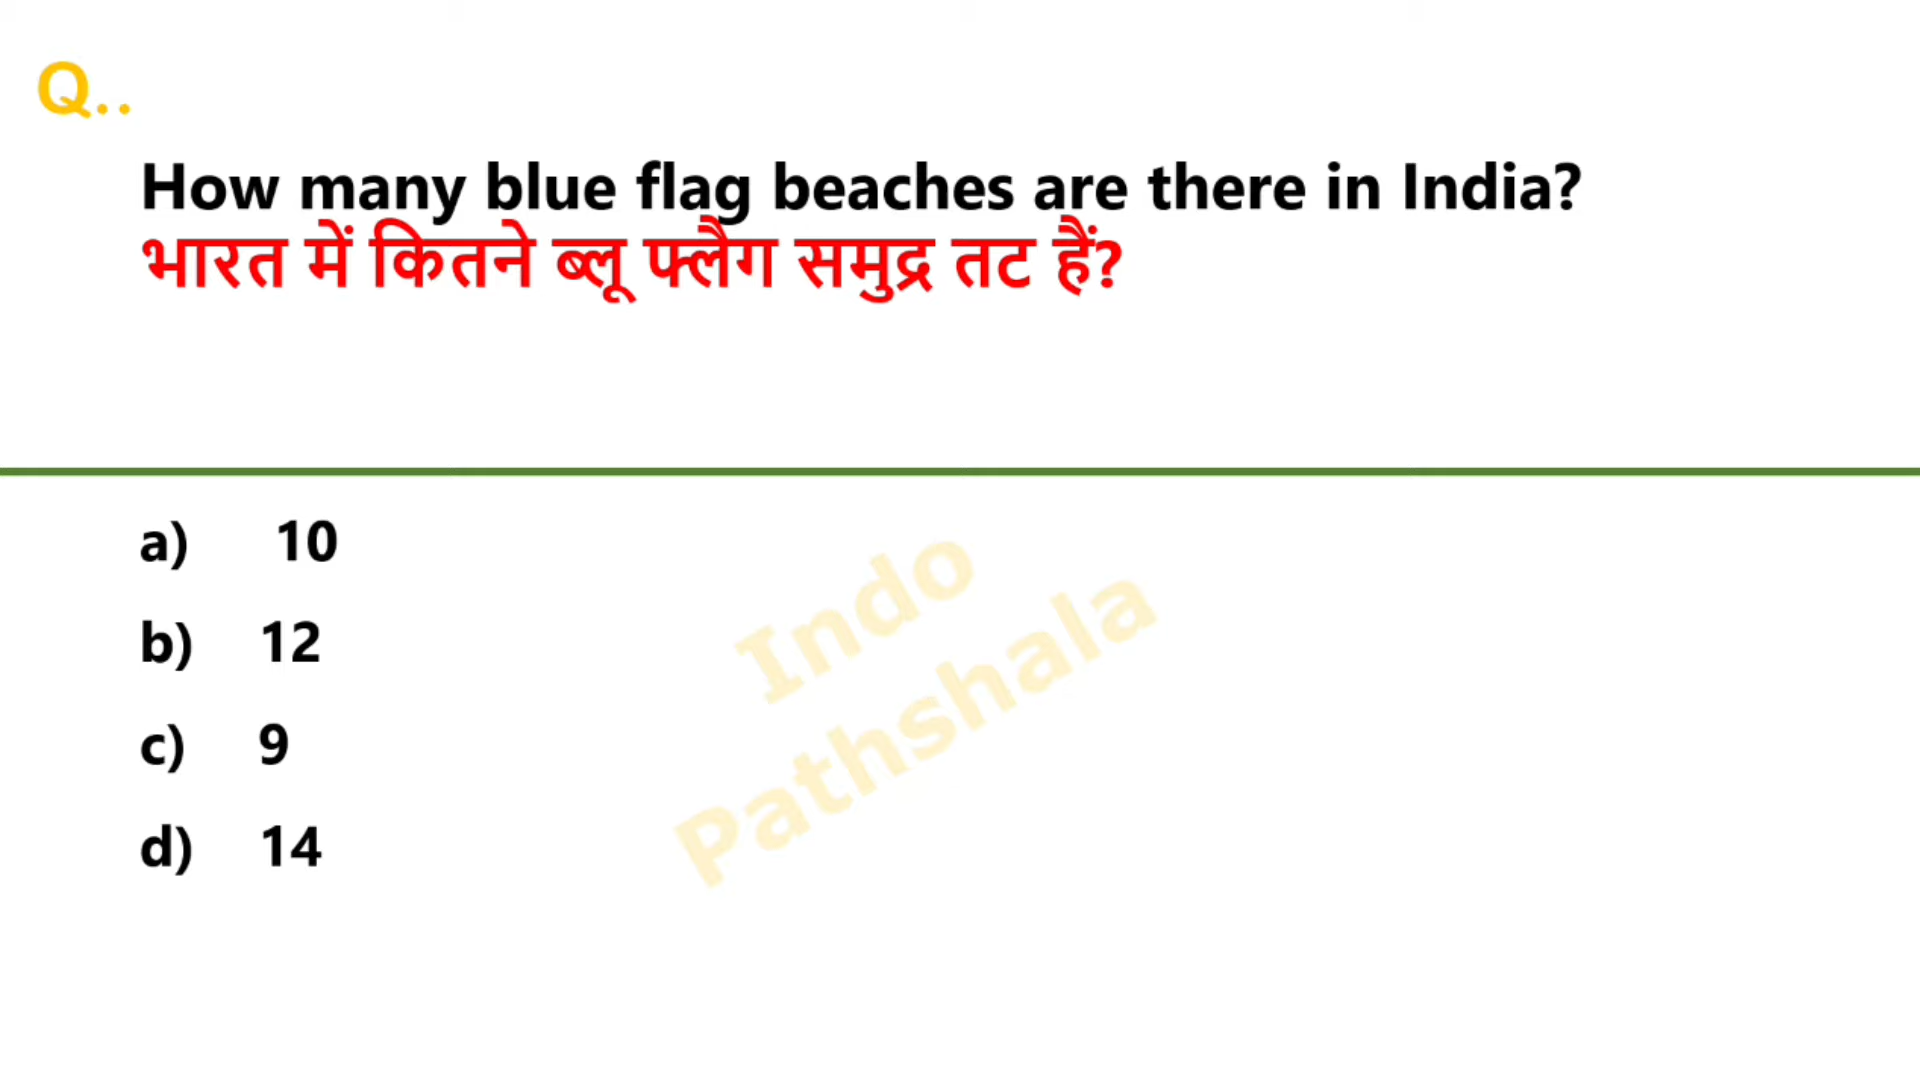 Q..
How many blue flag beaches are there in India?
भारत में कितने ब्लू फ्लैग समुद्र तट हैं?
a) 10
b) 12
c) 9
d) 14
Indo
Pathshala